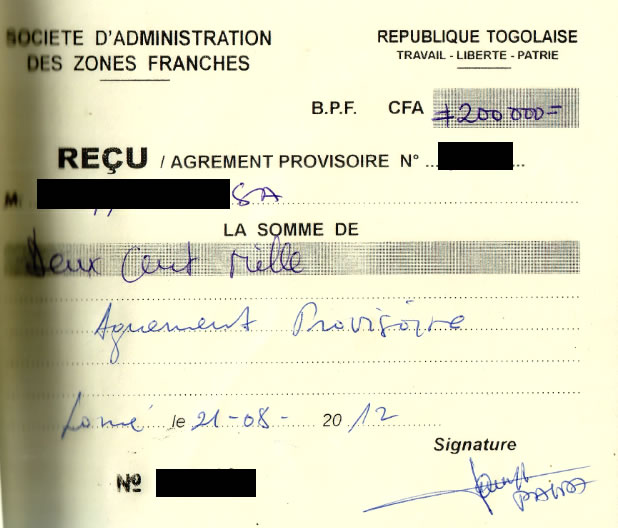 SOCIETE D'ADMINISTRATION
DES ZONES FRANCHES
REPUBLIQUE TOGOLAISE
TRAVAIL - LIBERTE - PATRIE
B.P.F. CFA ≠200 000=
REÇU / AGREMENT PROVISOIRE N°
M. SA
LA SOMME DE
Deux Cent Mille
Agrement Provisoire
Lomé le 21-08- 2012
Signature
N°